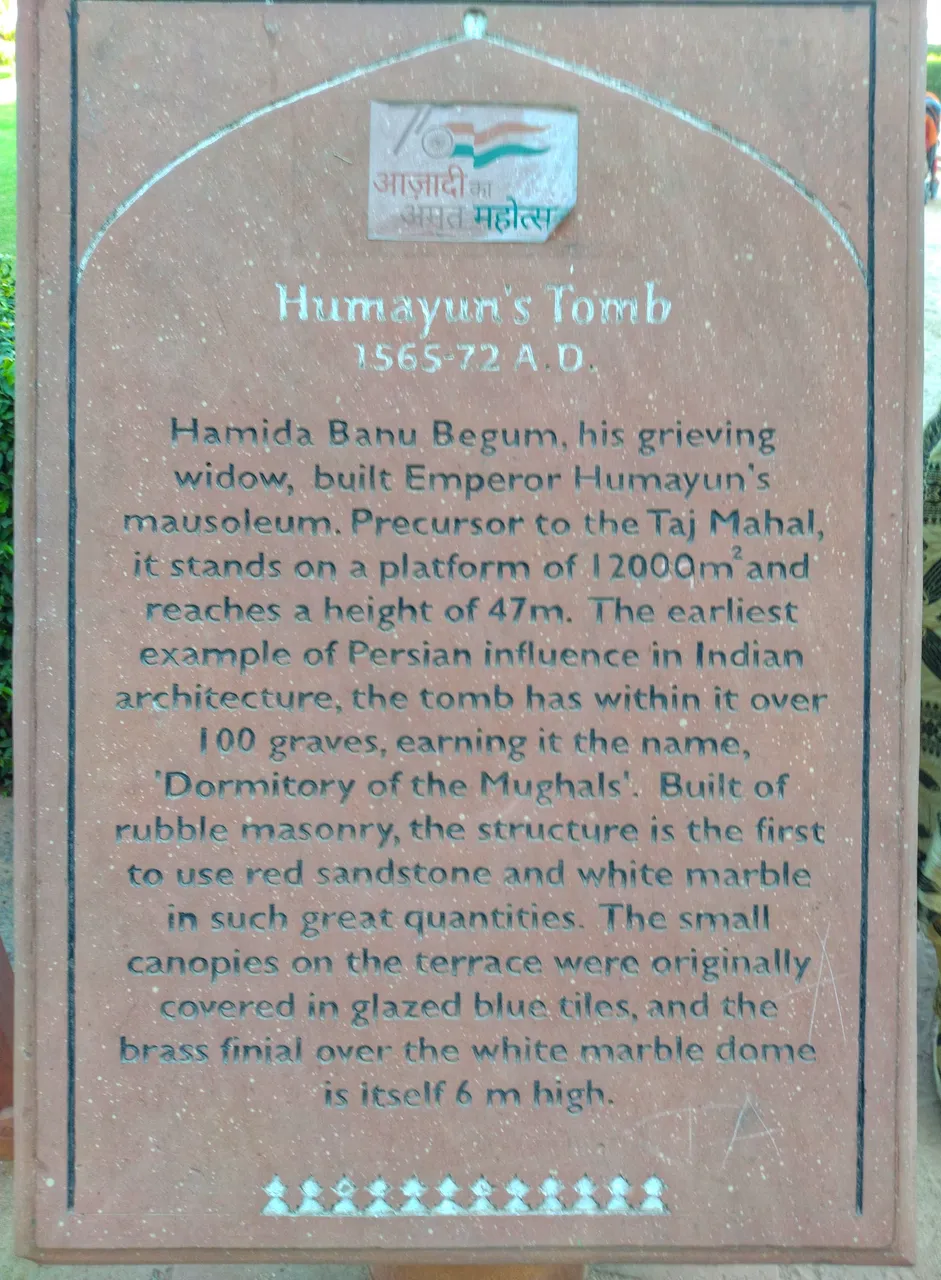 आज़ादी का
अमृत महोत्स
Humayun's Tomb
1565-72 A.D.
Hamida Banu Begum, his grieving
widow, built Emperor Humayun's
mausoleum. Precursor to the Taj Mahal,
it stands on a platform of 12000m² and
reaches a height of 47m. The earliest
example of Persian influence in Indian
architecture, the tomb has within it over
100 graves, earning it the name,
'Dormitory of the Mughals'. Built of
rubble masonry, the structure is the first
to use red sandstone and white marble
in such great quantities. The small
canopies on the terrace were originally
covered in glazed blue tiles, and the
brass finial over the white marble dome
is itself 6 m high.